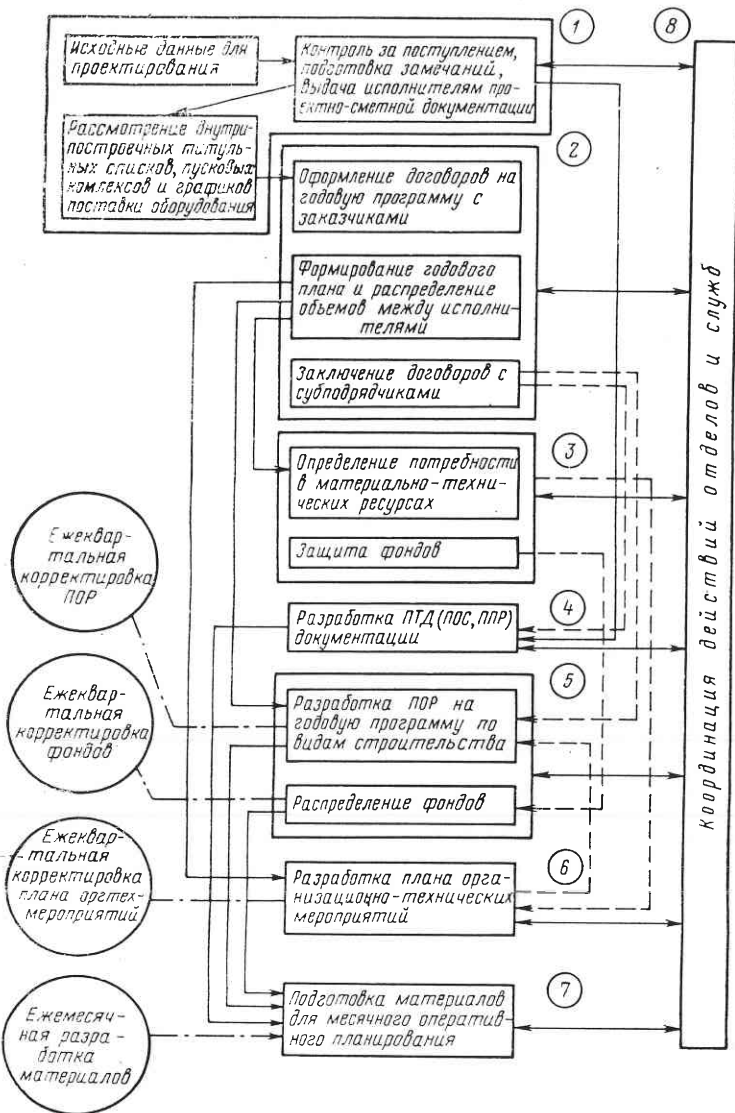 1
8
Исходные данные для
проектирования
Контроль за поступлением,
подготовка замечаний,
выдача исполнителям про-
ектно-сметной документации
Рассмотрение внутри-
построечных титуль-
ных списков, пусковых
комлексов и графиков
поставки оборудования
2
Оформление договоров на
годовую программу с
заказчиками
Формирование годового
плана и распределение
объемов между исполни-
телями
Заключение договоров с
субподрядчиками
3
Определение потребности
в материально-техни-
ческих ресурсах
Защита фондов
Ежеквар-
тальная
корректировка
ПОР
4
Разработка ПТД (ПОС, ППР)
документации
5
Разработка ПОР на
годовую программу по
видам строительства
Распределение фондов
Ежеквар-
тальная
корректировка
фондов
6
Разработка плана орга-
низационно-технических
мероприятий
Ежеквар-
тальная
корректировка
плана оргтех-
мероприятий
7
Подготовка материалов
для месячного оператив-
ного планирования
Ежемесяч-
ная разра-
ботка
материалов
Координация действий отделов и служб